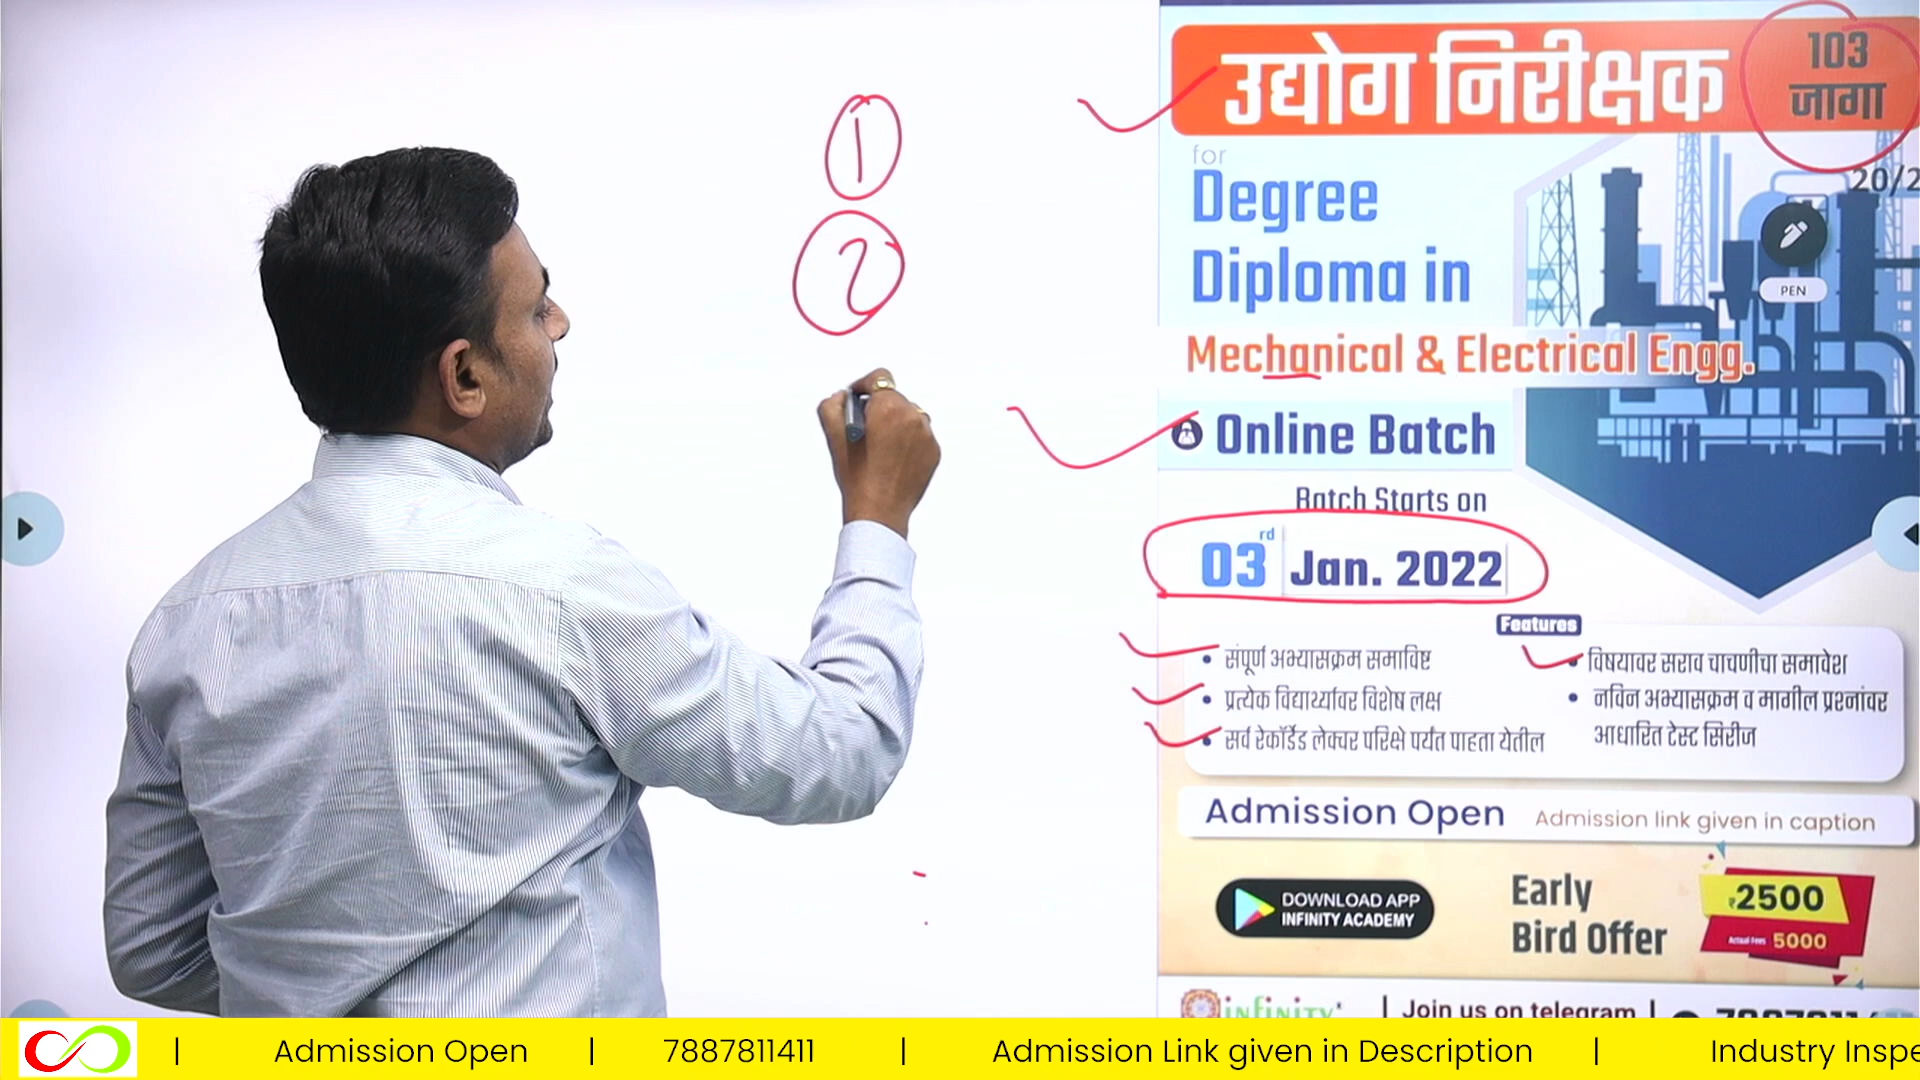 1
2
उद्योग निरीक्षक
103
जागा
for
Degree
20/2
Diploma in
PEN
Mechanical & Electrical Engg.
Online Batch
Batch Starts on
03rd Jan. 2022
Features
• संपूर्ण अभ्यासक्रम समाविष्ट
• प्रत्येक विद्यार्थ्यावर विशेष लक्ष
• सर्व रेकॉर्डेड लेक्चर परिक्षे पर्यंत पाहता येतील
• विषयावर सराव चाचणीचा समावेश
• नविन अभ्यासक्रम व मागील प्रश्नांवर
आधारित टेस्ट सिरीज
Admission Open Admission link given in caption
DOWNLOAD APP
INFINITY ACADEMY
Early
Bird Offer
₹2500
Actual Fees 5000
infinity | Join us on telegram |
| Admission Open | 7887811411 | Admission Link given in Description | Industry Inspe